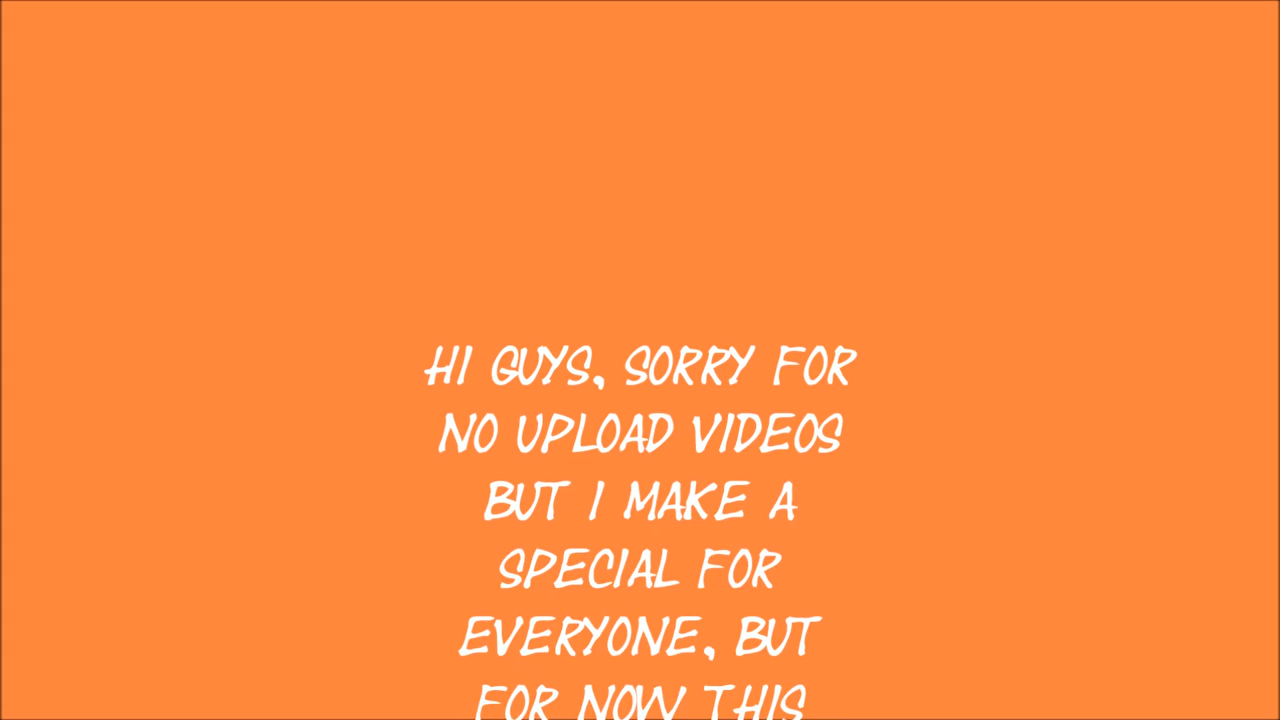 HI GUYS, SORRY FOR
NO UPLOAD VIDEOS
BUT I MAKE A
SPECIAL FOR
EVERYONE, BUT
FOR NOW THIS